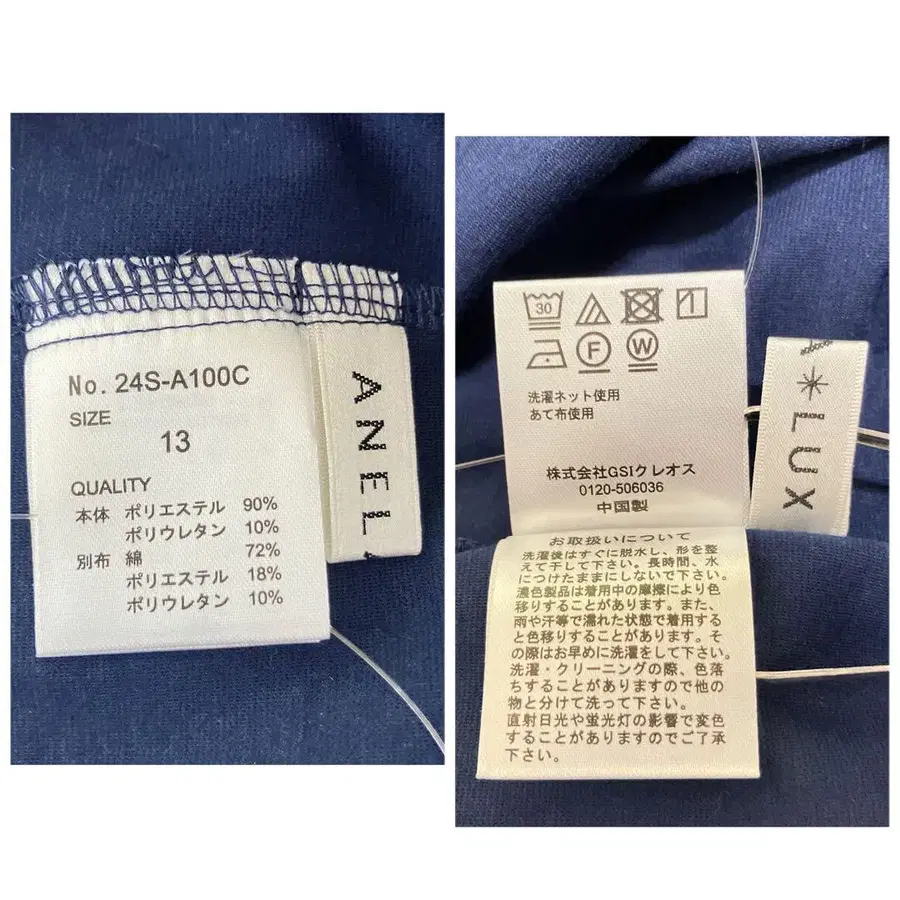 No. 24S-A100C
SIZE
13
QUALITY
本体 ポリエステル 90%
ポリウレタン 10%
別布 綿 72%
ポリエステル 18%
ポリウレタン 10%
ANEL
30
F
W
洗濯ネット使用
あて布使用
株式会社GSIクレオス
0120-506036
中国製
LUX
お取扱いについて
洗濯後はすぐに脱水し、形を整
えて干して下さい。長時間、水
につけたままにしないで下さい。
濃色製品は着用中の摩擦により色
移りすることがあります。また、
雨や汗等で濡れた状態で着用する
と色移りすることがあります。そ
の際はお早めに洗濯をして下さい。
洗濯・クリーニングの際、色落
ちすることがありますので他の
物と分けて洗って下さい。
直射日光や蛍光灯の影響で変色
することがありますのでご了承
下さい。